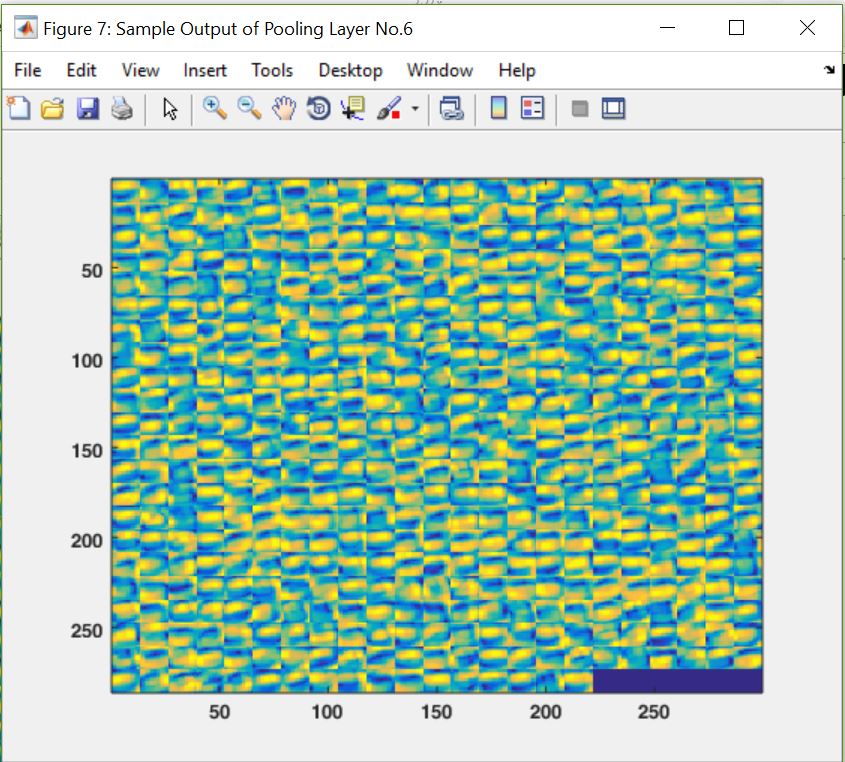 Figure 7: Sample Output of Pooling Layer No.6
File Edit View Insert Tools Desktop Window Help
50
100
150
200
250
50 100 150 200 250